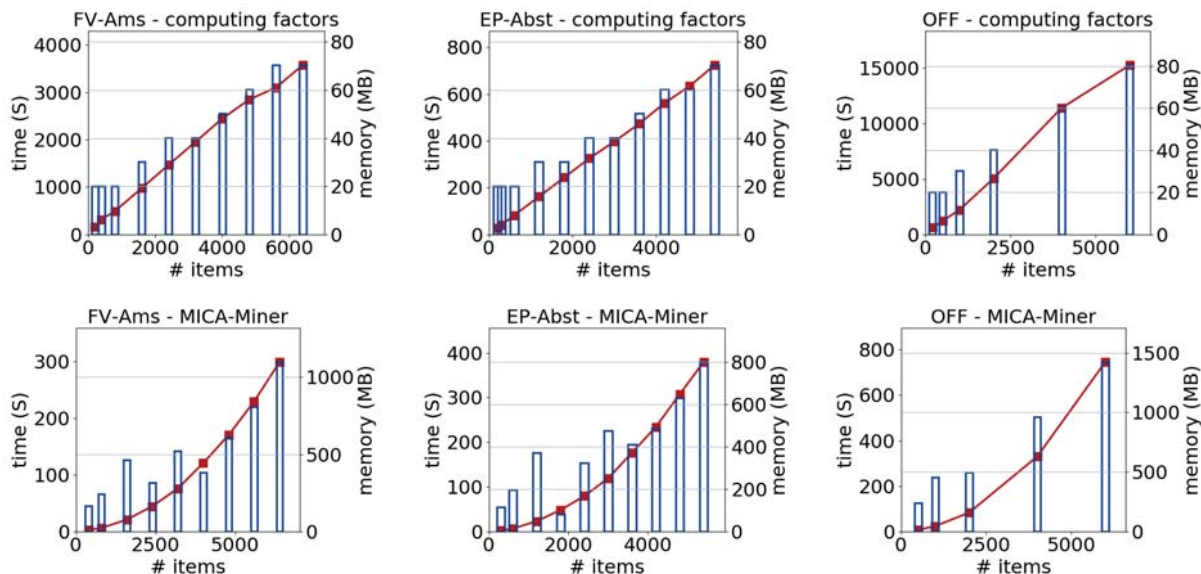 FV-Ams - computing factors
4000
3000
2000
1000
0
time (S)
80
60
40
20
0
memory (MB)
0 2000 4000 6000
# items
EP-Abst - computing factors
800
600
400
200
0
time (S)
80
60
40
20
0
memory (MB)
0 2000 4000
# items
OFF - computing factors
15000
10000
5000
0
time (S)
80
60
40
20
0
memory (MB)
0 2500 5000
# items
FV-Ams - MICA-Miner
300
200
100
0
time (S)
1000
500
0
memory (MB)
0 2500 5000
# items
EP-Abst - MICA-Miner
400
300
200
100
0
time (S)
800
600
400
200
0
memory (MB)
0 2000 4000
# items
OFF - MICA-Miner
800
600
400
200
0
time (S)
1500
1000
500
0
memory (MB)
0 2500 5000
# items